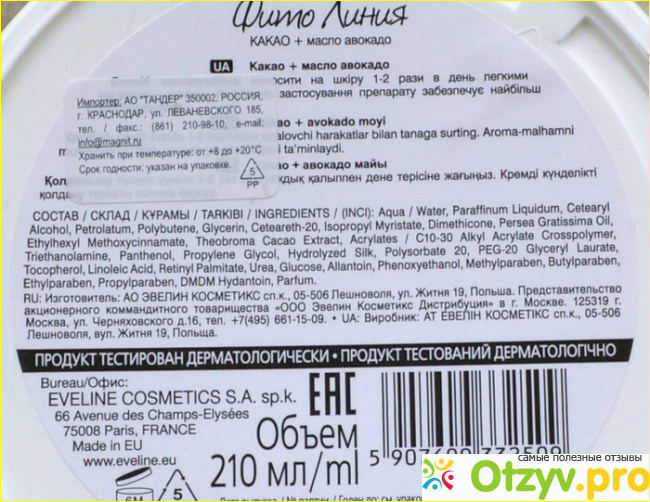 Фито Линия
КАКАО + масло авокадо
UA Какао + масло авокадо
осити на шкіру 1-2 рази в день легкими
застосування препарату забезпечує найбільш
Импортер: АО "ТАНДЕР" 350002, РОССИЯ,
г. КРАСНОДАР, ул. ЛЕВАНЕВСКОГО 185,
тел. / факс.: (861) 210-98-10, e-mail:
info@magnit.ru
Хранить при температуре: от +8 до +20°С
Срок годности: указан на упаковке.
5
PP
ao + avokado moyi
alovchi harakatlar bilan tanaga surting. Aroma-malhamni
i ta'minlaydi.
о + авокадо майы
қдық қалыппен дене терісіне жағыңыз. Кремді күнделікті
СОСТАВ / СКЛАД / ҚҰРАМЫ / TARKIBI / INGREDIENTS / (INCI): Aqua / Water, Paraffinum Liquidum, Cetearyl
Alcohol, Petrolatum, Polybutene, Glycerin, Ceteareth-20, Isopropyl Myristate, Dimethicone, Persea Gratissima Oil,
Ethylhexyl Methoxycinnamate, Theobroma Cacao Extract, Acrylates / C10-30 Alkyl Acrylate Crosspolymer,
Triethanolamine, Panthenol, Propylene Glycol, Hydrolyzed Silk, Polysorbate 20, PEG-20 Glyceryl Laurate,
Tocopherol, Linoleic Acid, Retinyl Palmitate, Urea, Glucose, Allantoin, Phenoxyethanol, Methylparaben, Butylparaben,
Ethylparaben, Propylparaben, DMDM Hydantoin, Parfum.
RU: Изготовитель: АО ЭВЕЛИН КОСМЕТИКС сп.к., 05-506 Лешноволя, ул. Житня 19, Польша. Представительство
акционерного коммандитного товарищества «ООО Эвелин Косметикс Дистрибуция» в г. Москве. 125319 г.
Москва, ул. Черняховского д.16, тел. +7(495) 661-15-09. • UA: Виробник: АТ ЕВЕЛІН КОСМЕТІКС сп.к., 05-506
Лешноволя, вул. Житня 19, Польща.
ПРОДУКТ ТЕСТИРОВАН ДЕРМАТОЛОГИЧЕСКИ • ПРОДУКТ ТЕСТОВАНИЙ ДЕРМАТОЛОГІЧНО
Bureau/Офис:
EVELINE COSMETICS S.A. sp.k.
66 Avenue des Champs-Elysées
75008 Paris, FRANCE
Made in EU
www.eveline.eu
EAC
Объем
210 мл/ml
6M
5
самые полезные отзывы
Otzyv.pro